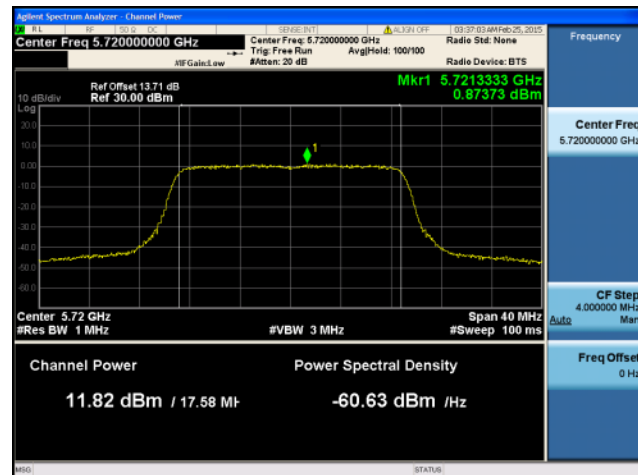 Agilent Spectrum Analyzer - Channel Power
RL RF 50 Ω DC SENSE:INT ALIGN OFF 03:37:03 AM Feb 25, 2015
Center Freq 5.720000000 GHz
Center Freq: 5.720000000 GHz Radio Std: None
Trig: Free Run Avg|Hold: 100/100
#IFGain:Low #Atten: 20 dB Radio Device: BTS
Frequency
Mkr1 5.7213333 GHz
0.87373 dBm
Ref Offset 13.71 dB
10 dB/div Ref 30.00 dBm
Log
20.0
10.0
0.00
-10.0
-20.0
-30.0
-40.0
-50.0
-60.0
1
Center 5.72 GHz Span 40 MHz
#Res BW 1 MHz #VBW 3 MHz #Sweep 100 ms
Channel Power Power Spectral Density
11.82 dBm / 17.58 MH -60.63 dBm /Hz
Center Freq
5.720000000 GHz
CF Step
4.000000 MHz
Auto Man
Freq Offset
0 Hz
MSG STATUS